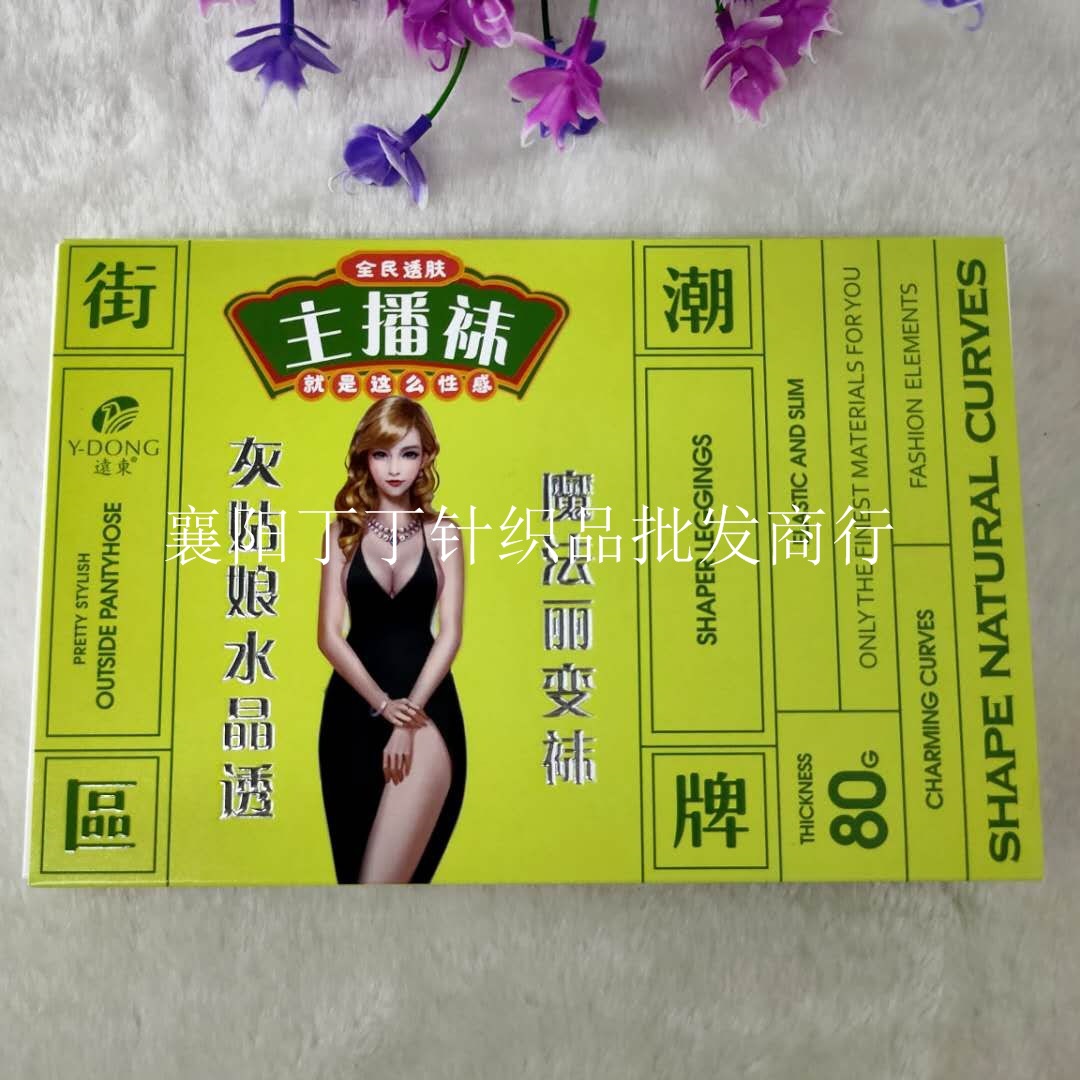 街
Y-DONG
遠東®
PRETTY STYLISH
OUTSIDE PANTYHOSE
區
全民透肤
主播袜
就是这么性感
灰姑娘水晶透
魔法丽变袜
潮
SHAPER LEGGINGS
牌
ELASTIC AND SLIM
THICKNESS
80G
ONLY THE FINEST MATERIALS FOR YOU
FASHION ELEMENTS
CHARMING CURVES
SHAPE NATURAL CURVES
襄阳丁丁针织品批发商行